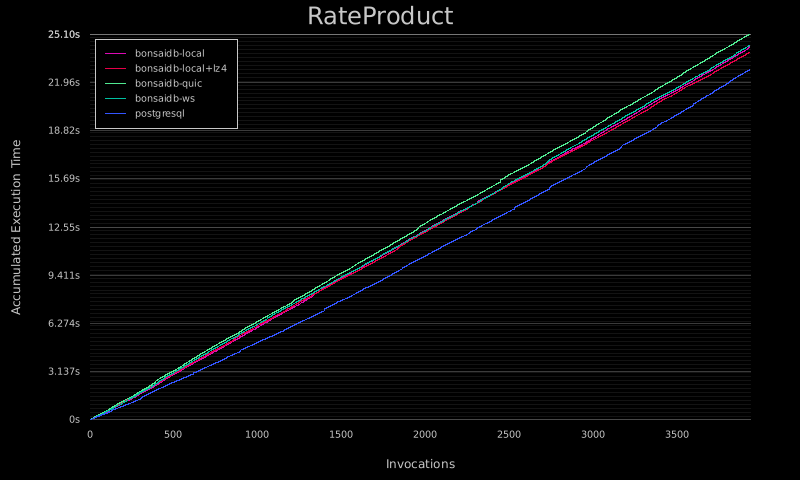 RateProduct
25.10s
21.96s
18.82s
15.69s
12.55s
9.411s
6.274s
3.137s
0s
bonsaidb-local
bonsaidb-local+lz4
bonsaidb-quic
bonsaidb-ws
postgresql
Accumulated Execution Time
0 500 1000 1500 2000 2500 3000 3500
Invocations